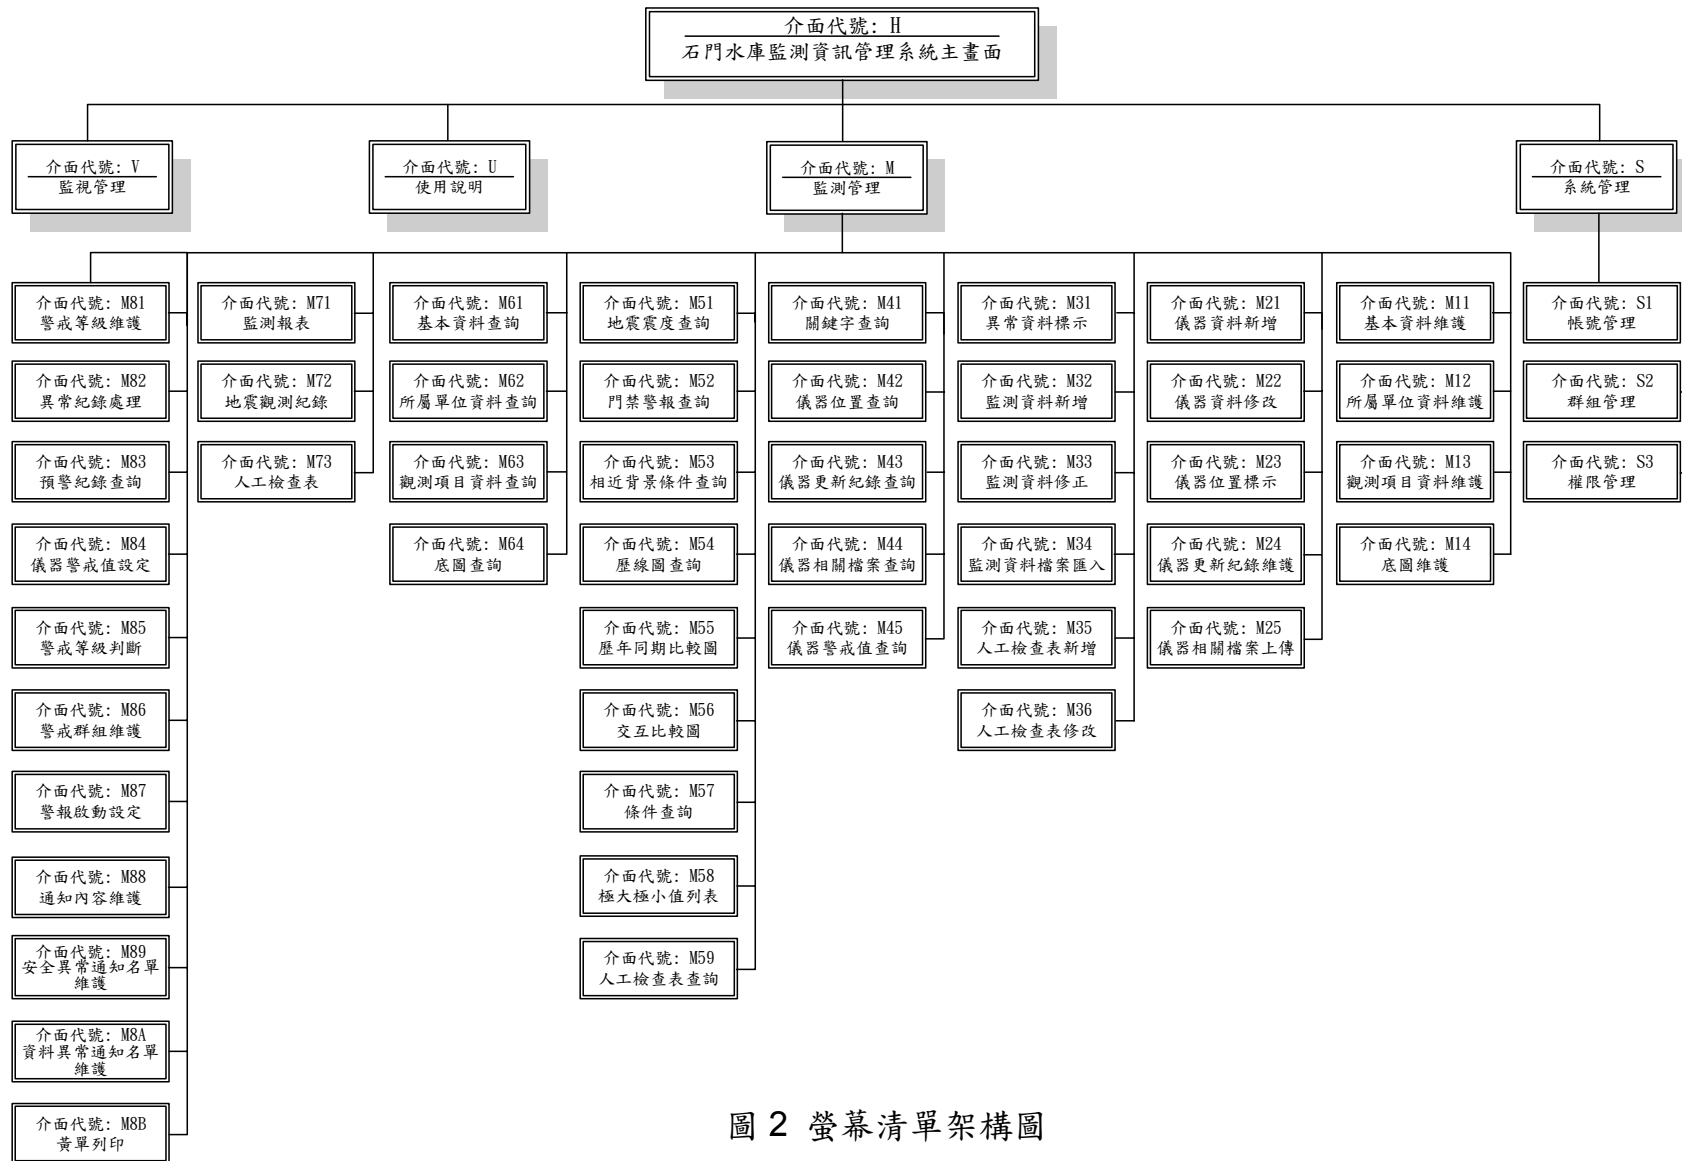 介面代號: H
石門水庫監測資訊管理系統主畫面
介面代號: V
監視管理
介面代號: U
使用說明
介面代號: M
監測管理
介面代號: S
系統管理
介面代號: M81
警戒等級維護
介面代號: M82
異常紀錄處理
介面代號: M83
預警紀錄查詢
介面代號: M84
儀器警戒值設定
介面代號: M85
警戒等級判斷
介面代號: M86
警戒群組維護
介面代號: M87
警報啟動設定
介面代號: M88
通知內容維護
介面代號: M89
安全異常通知名單
維護
介面代號: M8A
資料異常通知名單
維護
介面代號: M8B
黃單列印
介面代號: M71
監測報表
介面代號: M72
地震觀測紀錄
介面代號: M73
人工檢查表
介面代號: M61
基本資料查詢
介面代號: M62
所屬單位資料查詢
介面代號: M63
觀測項目資料查詢
介面代號: M64
底圖查詢
介面代號: M51
地震震度查詢
介面代號: M52
門禁警報查詢
介面代號: M53
相近背景條件查詢
介面代號: M54
歷線圖查詢
介面代號: M55
歷年同期比較圖
介面代號: M56
交互比較圖
介面代號: M57
條件查詢
介面代號: M58
極大極小值列表
介面代號: M59
人工檢查表查詢
介面代號: M41
關鍵字查詢
介面代號: M42
儀器位置查詢
介面代號: M43
儀器更新紀錄查詢
介面代號: M44
儀器相關檔案查詢
介面代號: M45
儀器警戒值查詢
介面代號: M31
異常資料標示
介面代號: M32
監測資料新增
介面代號: M33
監測資料修正
介面代號: M34
監測資料檔案匯入
介面代號: M35
人工檢查表新增
介面代號: M36
人工檢查表修改
介面代號: M21
儀器資料新增
介面代號: M22
儀器資料修改
介面代號: M23
儀器位置標示
介面代號: M24
儀器更新紀錄維護
介面代號: M25
儀器相關檔案上傳
介面代號: M11
基本資料維護
介面代號: M12
所屬單位資料維護
介面代號: M13
觀測項目資料維護
介面代號: M14
底圖維護
介面代號: S1
帳號管理
介面代號: S2
群組管理
介面代號: S3
權限管理
圖 2 螢幕清單架構圖